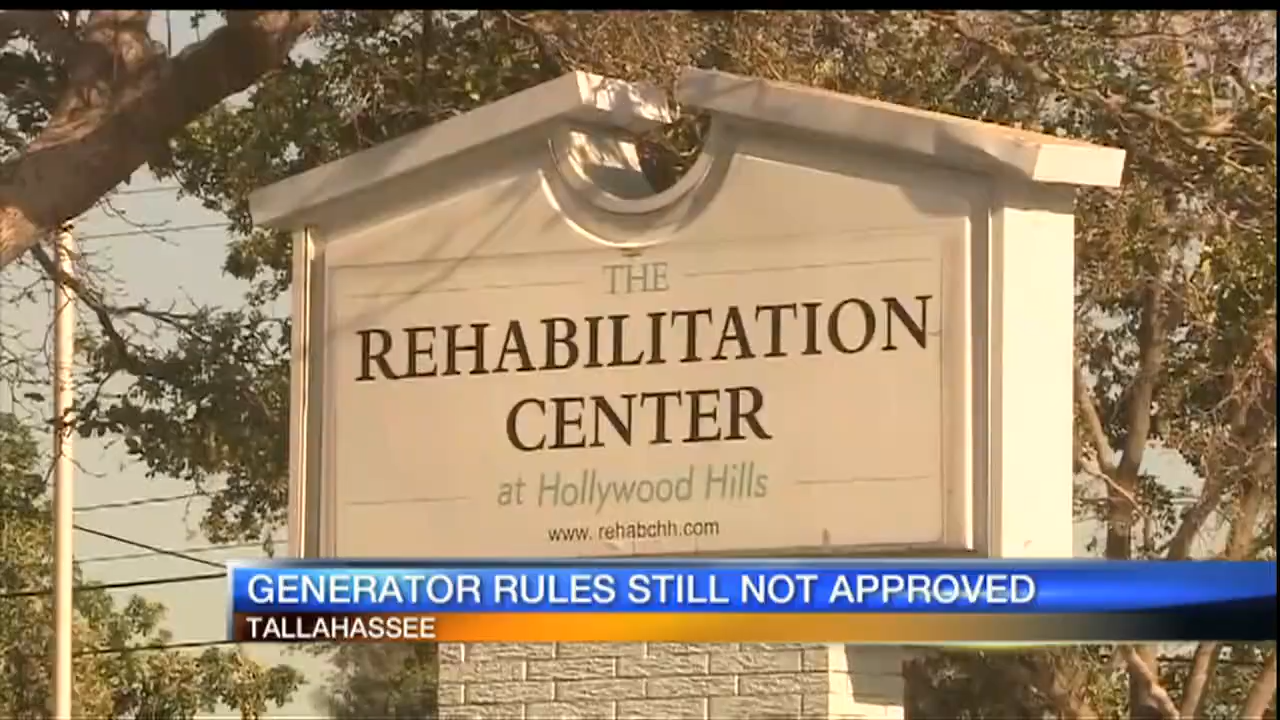 THE
REHABILITATION
CENTER
at Hollywood Hills
www. rehabchh.com
GENERATOR RULES STILL NOT APPROVED
TALLAHASSEE